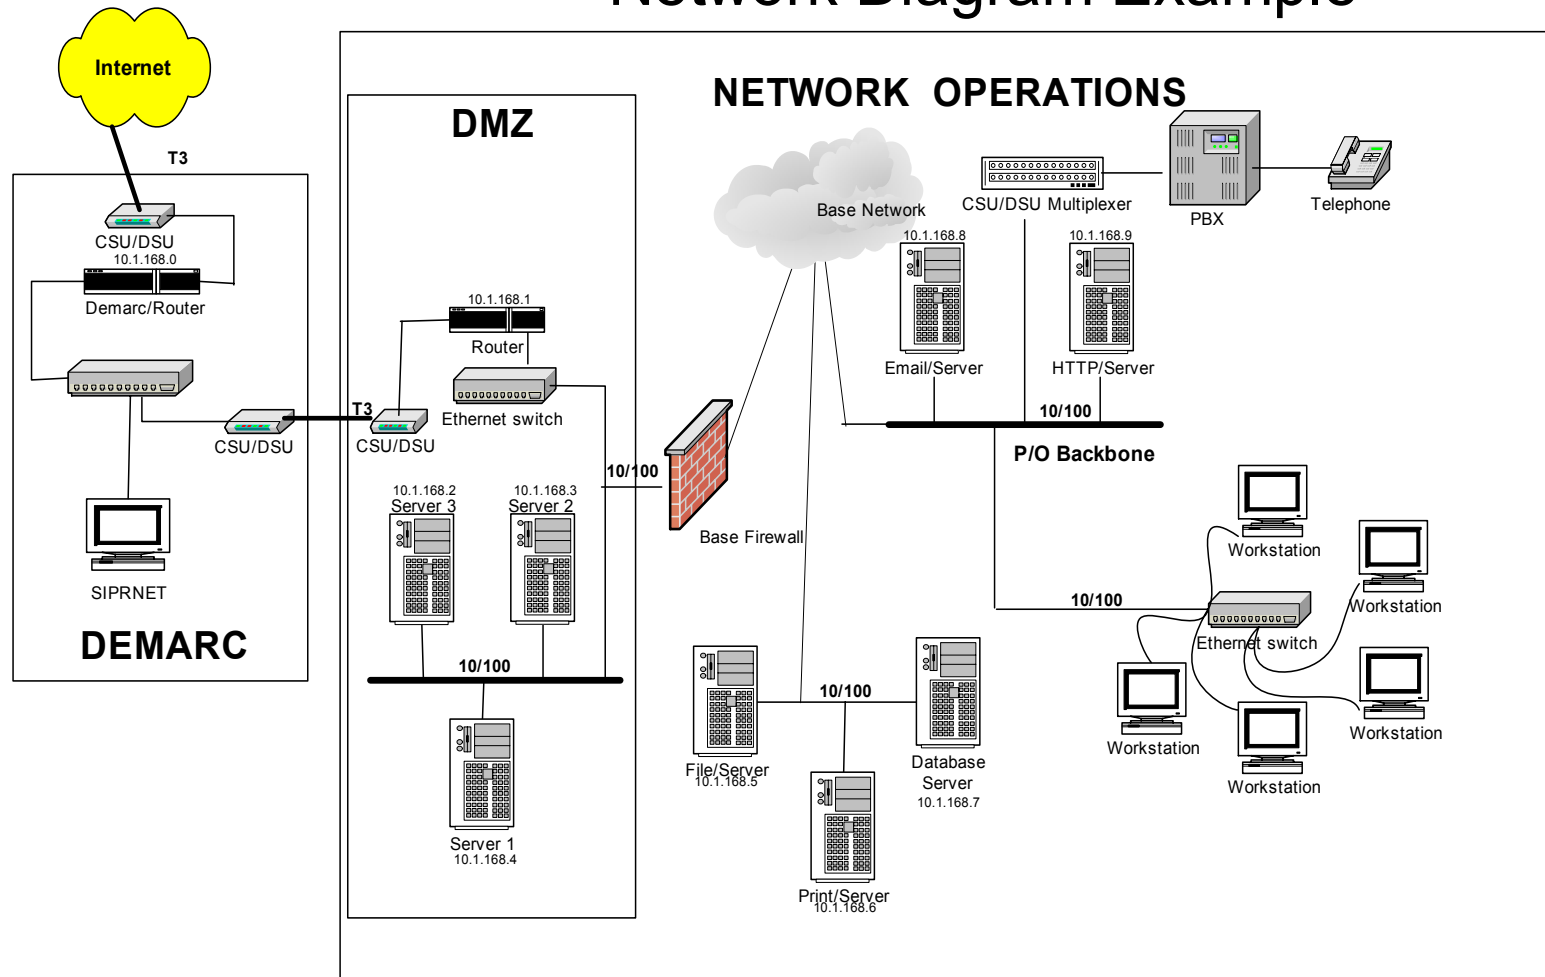 Network Diagram Example
Internet
T3
CSU/DSU
10.1.168.0
Demarc/Router
CSU/DSU
SIPRNET
DEMARC
DMZ
10.1.168.1
Router
Ethernet switch
T3
CSU/DSU
10.1.168.2
Server 3
10.1.168.3
Server 2
10/100
10/100
Server 1
10.1.168.4
NETWORK OPERATIONS
Base Network
CSU/DSU Multiplexer
PBX
Telephone
10.1.168.8
Email/Server
10.1.168.9
HTTP/Server
10/100
P/O Backbone
Base Firewall
10/100
Workstation
Workstation
Ethernet switch
Workstation
Workstation
Workstation
10/100
File/Server
10.1.168.5
Database
Server
10.1.168.7
Print/Server
10.1.168.6